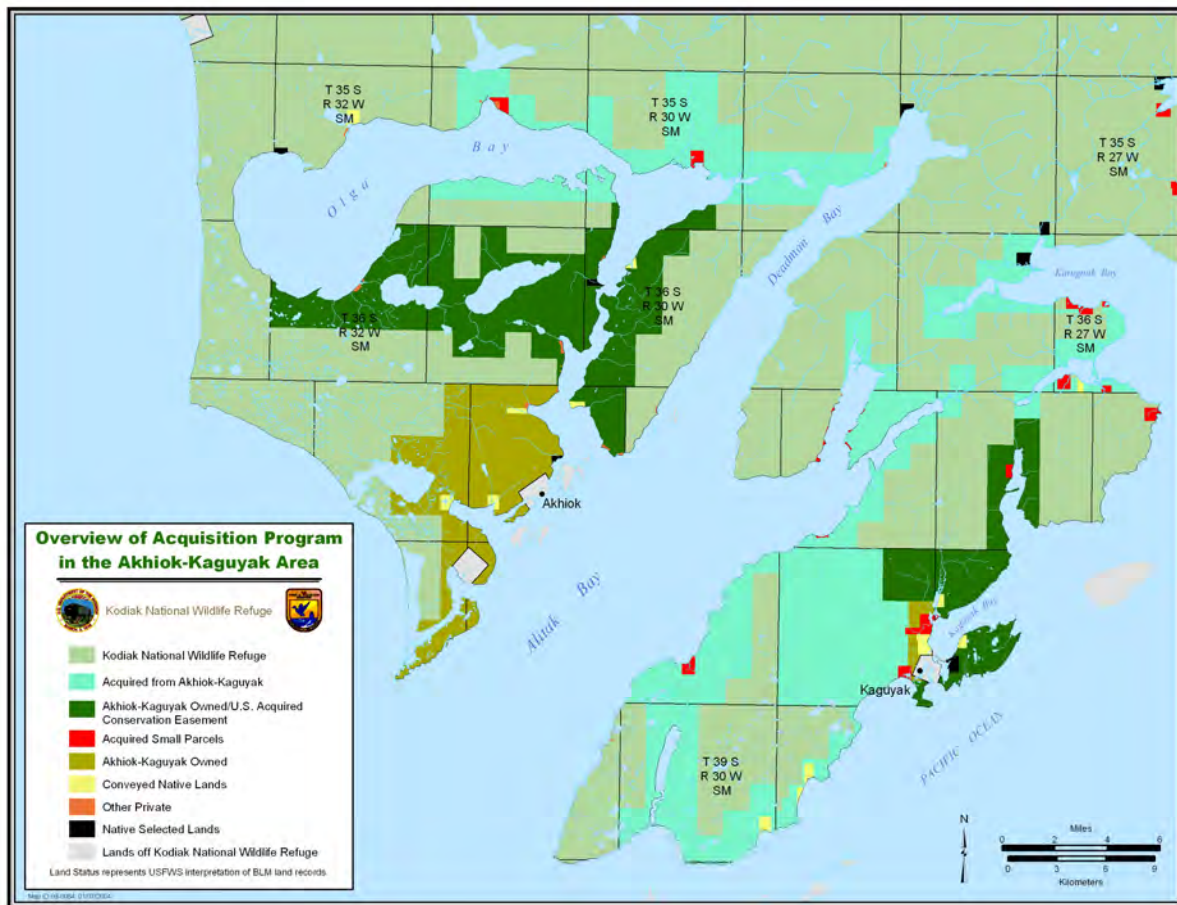 T 35 S
R 32 W
SM
T 35 S
R 30 W
SM
T 35 S
R 27 W
SM
Olga Bay
Deadman Bay
T 36 S
R 32 W
SM
T 36 S
R 30 W
SM
T 36 S
R 27 W
SM
Akhiok
Alitak Bay
Kaguyak Bay
Kaguyak
PACIFIC OCEAN
T 39 S
R 30 W
SM
Overview of Acquisition Program
in the Akhiok-Kaguyak Area
Kodiak National Wildlife Refuge
Kodiak National Wildlife Refuge
Acquired from Akhiok-Kaguyak
Akhiok-Kaguyak Owned/U.S. Acquired
Conservation Easement
Acquired Small Parcels
Akhiok-Kaguyak Owned
Conveyed Native Lands
Other Private
Native Selected Lands
Lands off Kodiak National Wildlife Refuge
Land Status represents USFWS interpretation of BLM land records
N
0 2 4 6
Miles
0 3 6 9
Kilometers